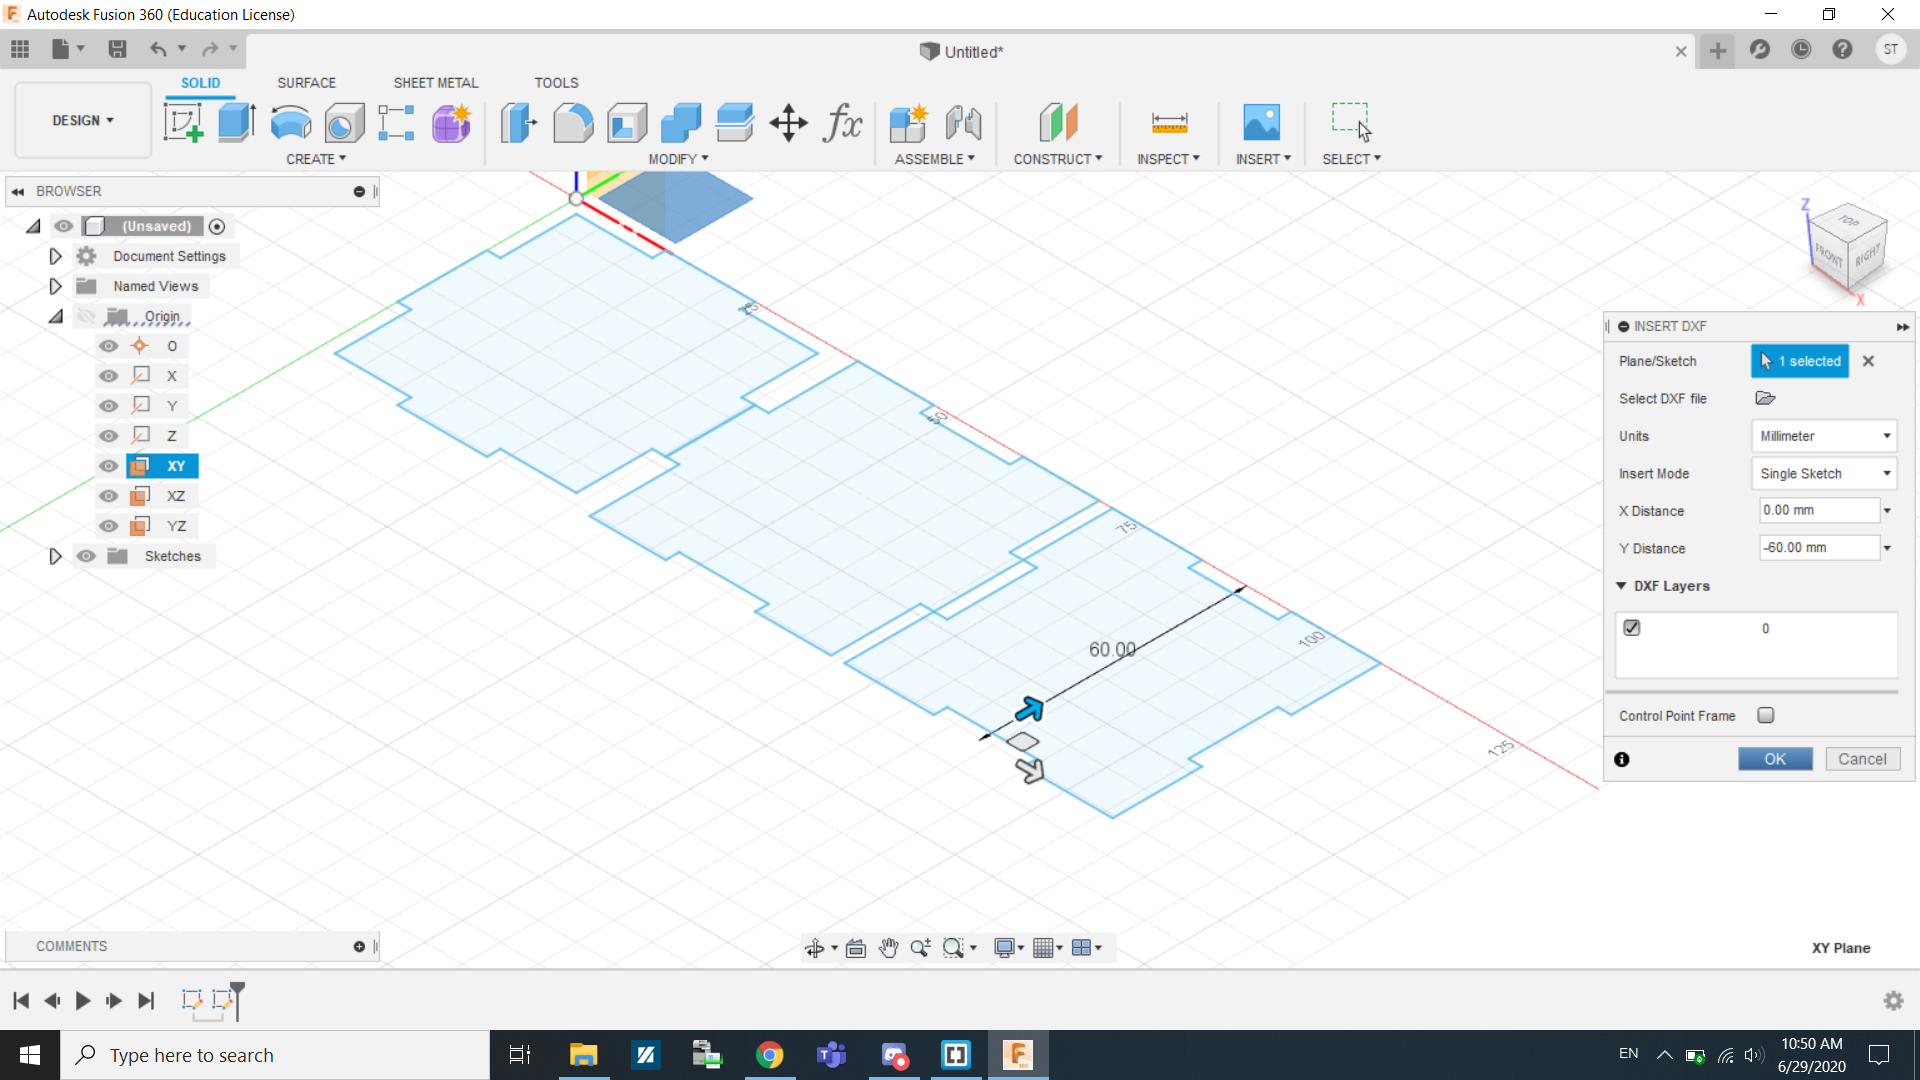 Autodesk Fusion 360 (Education License)
Untitled*
ST
SOLID
SURFACE
SHEET METAL
TOOLS
DESIGN
CREATE
MODIFY
ASSEMBLE
CONSTRUCT
INSPECT
INSERT
SELECT
BROWSER
(Unsaved)
Document Settings
Named Views
Origin
O
X
Y
Z
XY
XZ
YZ
Sketches
25
50
75
100
125
60.00
Z
TOP
FRONT
RIGHT
X
INSERT DXF
Plane/Sketch 1 selected
Select DXF file
Units Millimeter
Insert Mode Single Sketch
X Distance 0.00 mm
Y Distance -60.00 mm
DXF Layers
0
Control Point Frame
OK Cancel
COMMENTS
XY Plane
Type here to search
EN
10:50 AM
6/29/2020